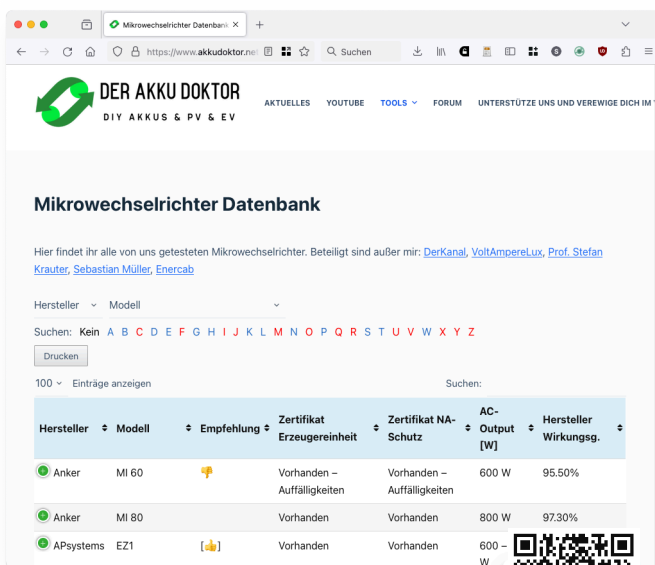 Mikrowechselrichter Datenbank
https://www.akkudoktor.net
Suchen
DER AKKU DOKTOR
DIY AKKUS & PV & EV
AKTUELLES YOUTUBE TOOLS FORUM UNTERSTÜTZE UNS UND VEREWIGE DICH IM
Mikrowechselrichter Datenbank
Hier findet ihr alle von uns getesteten Mikrowechselrichter. Beteiligt sind außer mir: DerKanal, VoltAmpereLux, Prof. Stefan
Krauter, Sebastian Müller, Enercab
Hersteller Modell
Suchen: Kein A B C D E F G H I J K L M N O P Q R S T U V W X Y Z
Drucken
100 Einträge anzeigen Suchen:
Hersteller Modell Empfehlung Zertifikat Erzeugereinheit Zertifikat NA-Schutz AC-Output [W] Hersteller Wirkungsg.
Anker MI 60 Vorhanden – Auffälligkeiten Vorhanden – Auffälligkeiten 600 W 95.50%
Anker MI 80 Vorhanden Vorhanden 800 W 97.30%
APsystems EZ1 [👍] Vorhanden Vorhanden 600 – W